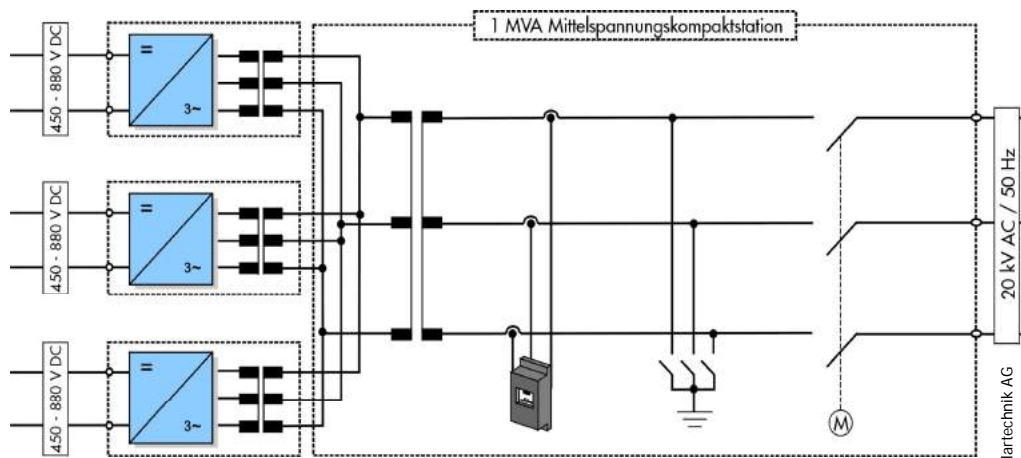 1 MVA Mittelspannungskompaktstation
450 - 880 V DC
=
3~
450 - 880 V DC
=
3~
450 - 880 V DC
=
3~
M
20 kV AC / 50 Hz
lartechnik AG